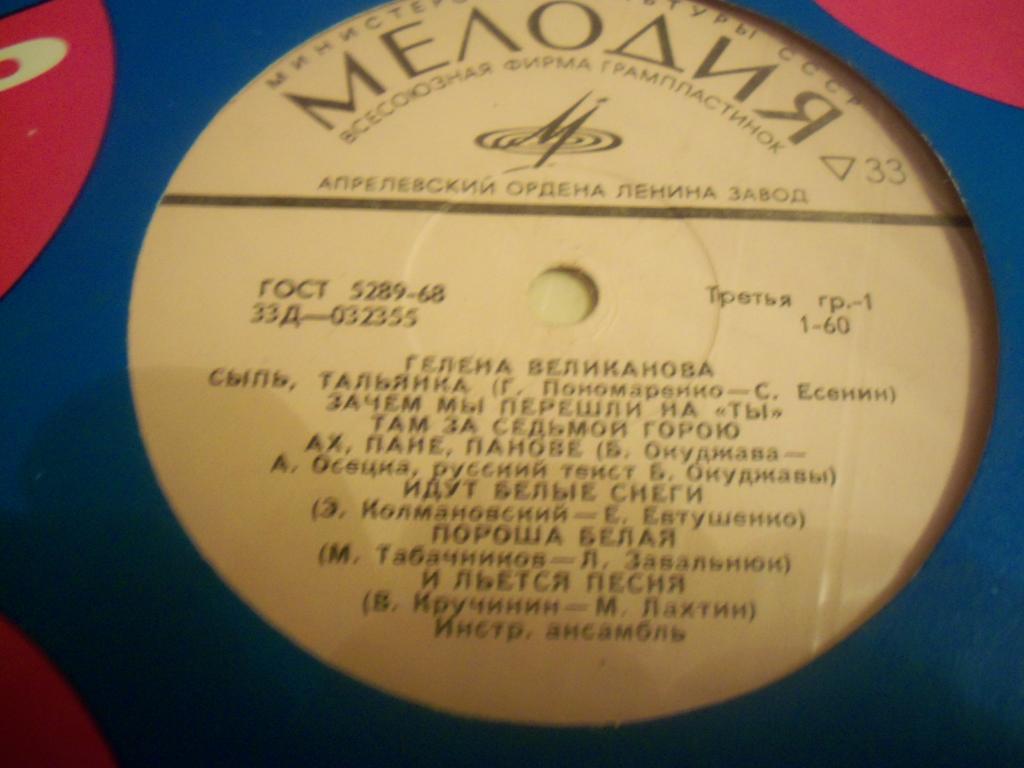 МИНИСТЕРСТВО КУЛЬТУРЫ СССР
МЕЛОДИЯ
ВСЕСОЮЗНАЯ ФИРМА ГРАМПЛАСТИНОК
▽ 33
АПРЕЛЕВСКИЙ ОРДЕНА ЛЕНИНА ЗАВОД
ГОСТ 5289-68
33Д—032355
Третья гр.-1
1-60
ГЕЛЕНА ВЕЛИКАНОВА
СЫПЬ, ТАЛЬЯНКА (Г. Пономаренко—С. Есенин)
ЗАЧЕМ МЫ ПЕРЕШЛИ НА «ТЫ»
ТАМ ЗА СЕДЬМОЙ ГОРОЮ
АХ, ПАНЕ, ПАНОВЕ (Б. Окуджава—
А. Осецка, русский текст Б. Окуджавы)
ИДУТ БЕЛЫЕ СНЕГИ
(Э. Колмановский—Е. Евтушенко)
ПОРОША БЕЛАЯ
(М. Табачников—Л. Завальнюк)
И ЛЬЕТСЯ ПЕСНЯ
(В. Кручинин—М. Лахтин)
Инстр. ансамбль